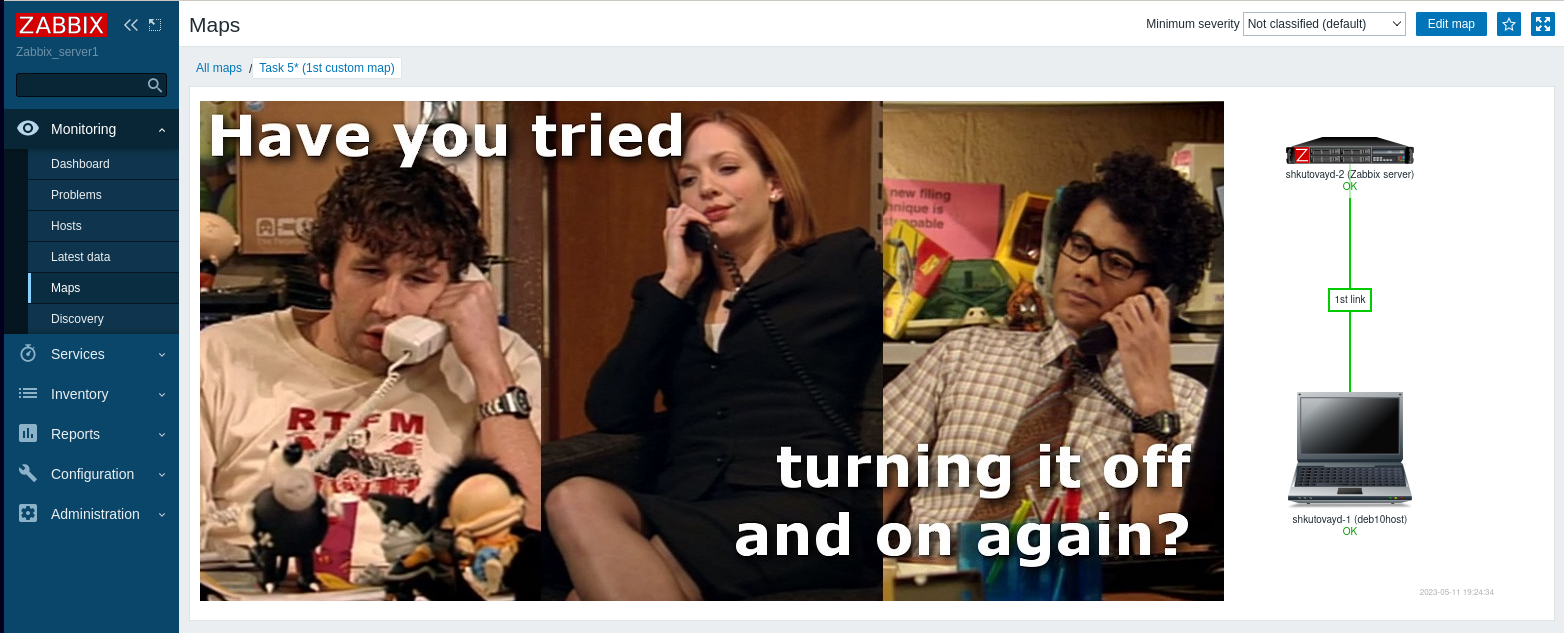 ZABBIX
Zabbix_server1
Monitoring
Dashboard
Problems
Hosts
Latest data
Maps
Discovery
Services
Inventory
Reports
Configuration
Administration
Maps
Minimum severity Not classified (default) Edit map
All maps / Task 5* (1st custom map)
Have you tried
new filing
technique is
RTFM
turning it off
and on again?
Z
shkutovayd-2 (Zabbix server)
OK
1st link
shkutovayd-1 (deb10host)
OK
2023-05-11 19:24:34